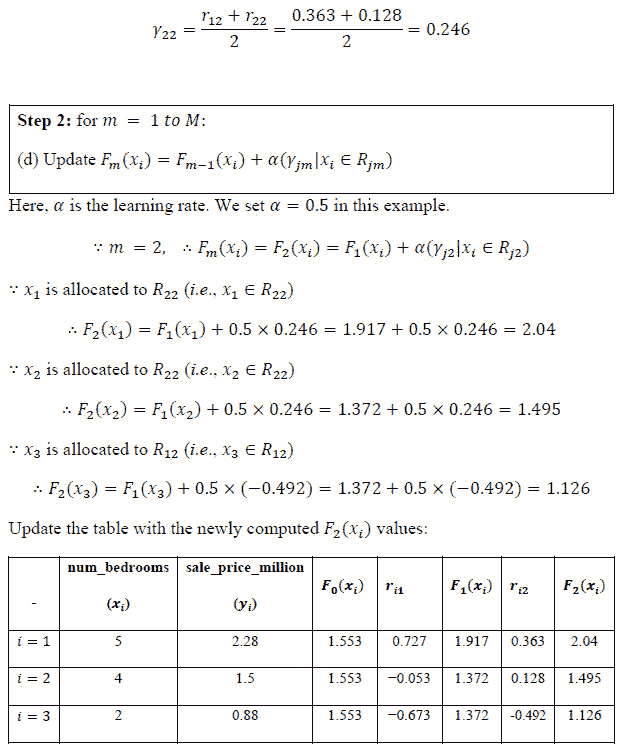 γ₂₂ = (r₁₂ + r₂₂)/2 = (0.363 + 0.128)/2 = 0.246
Step 2: for m = 1 to M:
(d) Update Fₘ(xᵢ) = Fₘ₋₁(xᵢ) + α(γⱼₘ|xᵢ ∈ Rⱼₘ)
Here, α is the learning rate. We set α = 0.5 in this example.
∵ m = 2, ∴ Fₘ(xᵢ) = F₂(xᵢ) = F₁(xᵢ) + α(γⱼ₂|xᵢ ∈ Rⱼ₂)
∵ x₁ is allocated to R₂₂ (i.e., x₁ ∈ R₂₂)
∴ F₂(x₁) = F₁(x₁) + 0.5 × 0.246 = 1.917 + 0.5 × 0.246 = 2.04
∵ x₂ is allocated to R₂₂ (i.e., x₂ ∈ R₂₂)
∴ F₂(x₂) = F₁(x₂) + 0.5 × 0.246 = 1.372 + 0.5 × 0.246 = 1.495
∵ x₃ is allocated to R₁₂ (i.e., x₃ ∈ R₁₂)
∴ F₂(x₃) = F₁(x₃) + 0.5 × (−0.492) = 1.372 + 0.5 × (−0.492) = 1.126
Update the table with the newly computed F₂(xᵢ) values:
- num_bedrooms (xᵢ) sale_price_million (yᵢ) F₀(xᵢ) rᵢ₁ F₁(xᵢ) rᵢ₂ F₂(xᵢ)
i = 1 5 2.28 1.553 0.727 1.917 0.363 2.04
i = 2 4 1.5 1.553 −0.053 1.372 0.128 1.495
i = 3 2 0.88 1.553 −0.673 1.372 -0.492 1.126